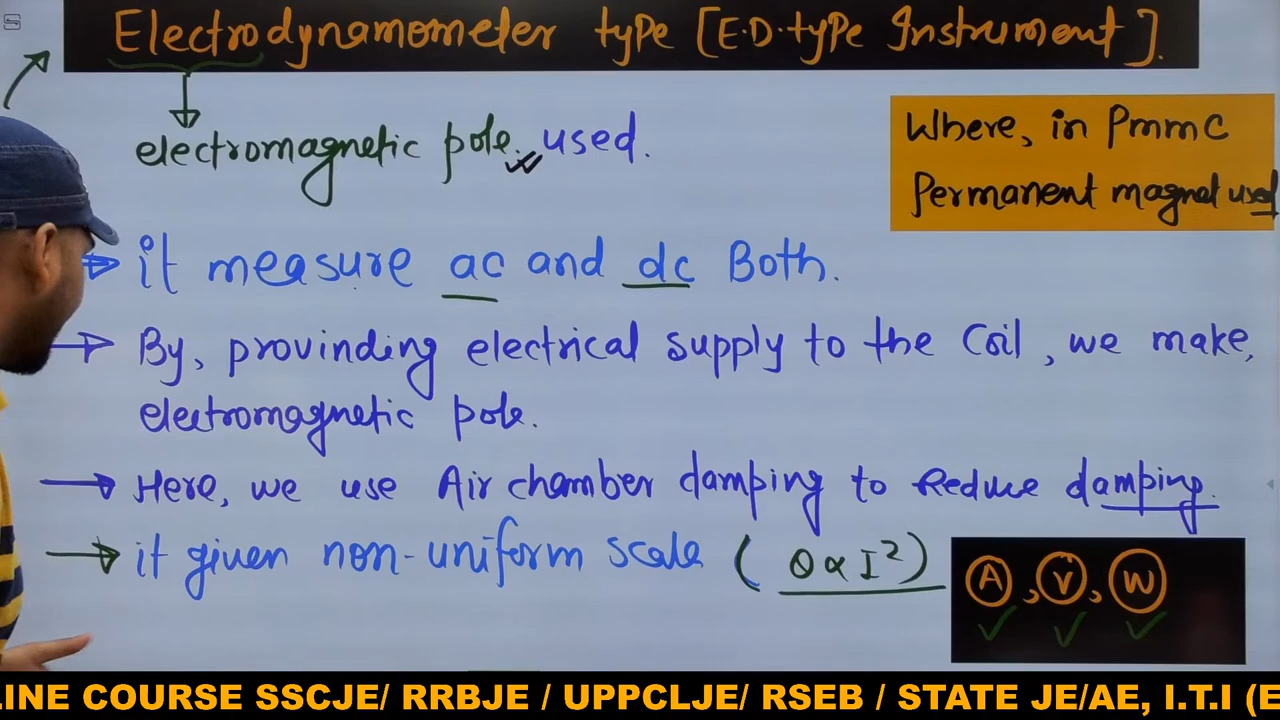 Electrodynamometer type [E.D.type Instrument].
electromagnetic pole. used.
Where, in PmmC
Permanent magnet used
it measure ac and dc Both.
By, provinding electrical supply to the Coil, we make,
electromagnetic pole.
Here, we use Air chamber damping to Reduce damping.
it given non-uniform scale (θ∝I²)
A, V, W
LINE COURSE SSCJE/ RRBJE / UPPCLJE/ RSEB / STATE JE/AE, I.T.I (E